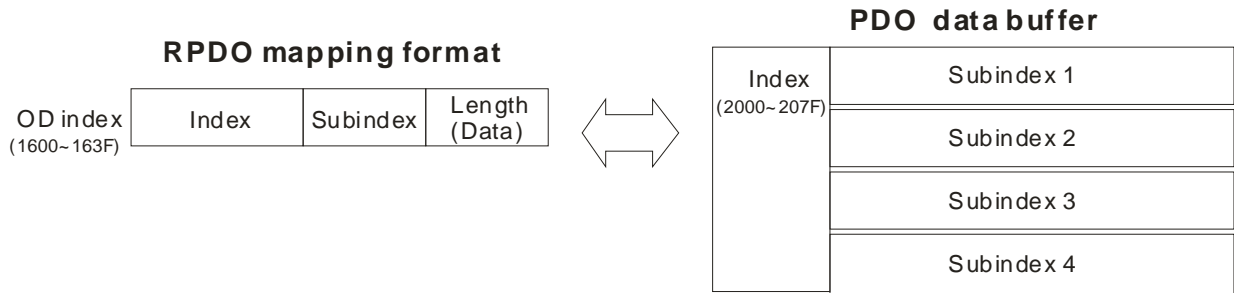 RPDO mapping format
OD index
(1600~163F)
Index
Subindex
Length
(Data)
PDO data buffer
Index
(2000~207F)
Subindex 1
Subindex 2
Subindex 3
Subindex 4